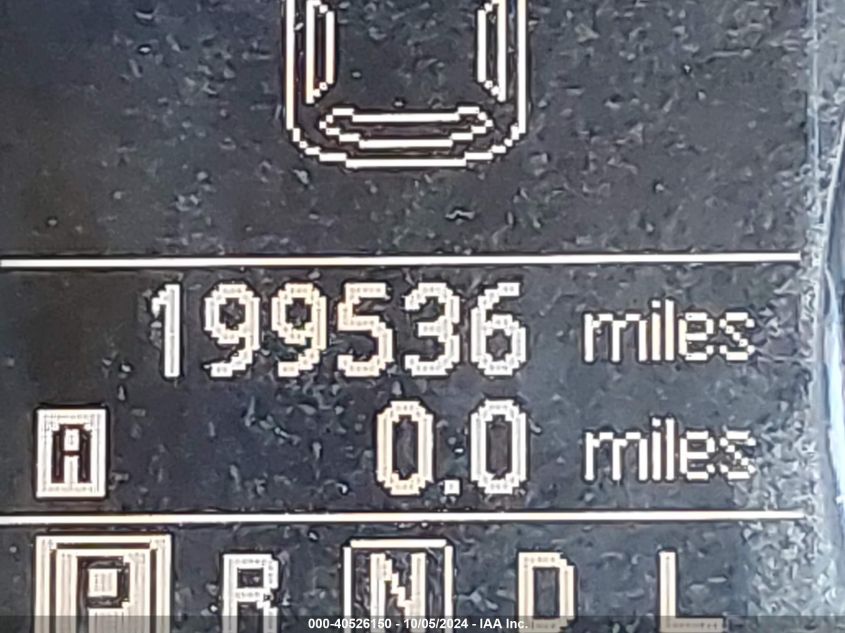 199536 miles
A 0.0 miles
P R N D L
000-40526150 - 10/05/2024 - IAA Inc.